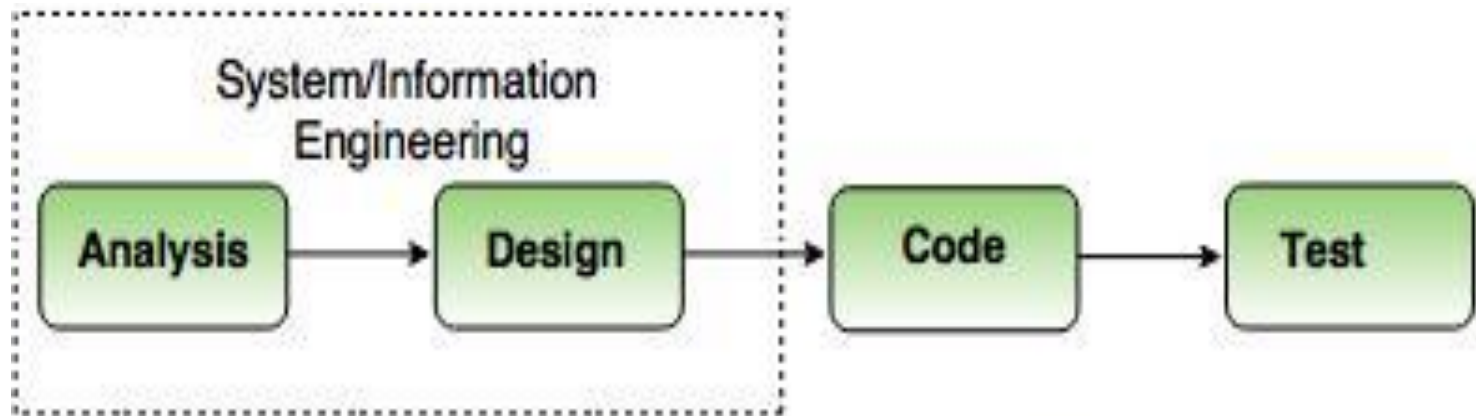 System/Information
Engineering
Analysis
Design
Code
Test